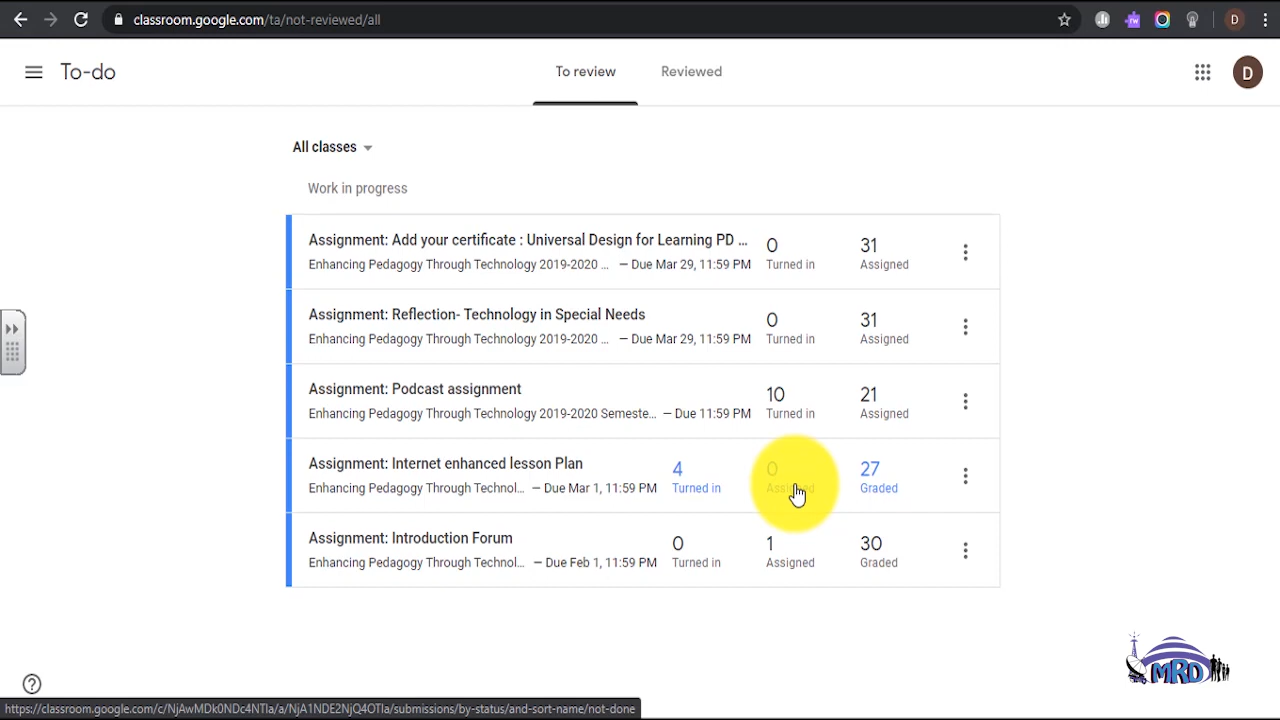 classroom.google.com/ta/not-reviewed/all
D
To-do
To review
Reviewed
D
All classes
Work in progress
Assignment: Add your certificate : Universal Design for Learning PD ...
Enhancing Pedagogy Through Technology 2019-2020 ... — Due Mar 29, 11:59 PM
0
Turned in
31
Assigned
Assignment: Reflection- Technology in Special Needs
Enhancing Pedagogy Through Technology 2019-2020 ... — Due Mar 29, 11:59 PM
0
Turned in
31
Assigned
Assignment: Podcast assignment
Enhancing Pedagogy Through Technology 2019-2020 Semeste... — Due 11:59 PM
10
Turned in
21
Assigned
Assignment: Internet enhanced lesson Plan
Enhancing Pedagogy Through Technol... — Due Mar 1, 11:59 PM
4
Turned in
0
Assigned
27
Graded
Assignment: Introduction Forum
Enhancing Pedagogy Through Technol... — Due Feb 1, 11:59 PM
0
Turned in
1
Assigned
30
Graded
MRD
https://classroom.google.com/c/NjAwMDk0NDc4NTIa/a/NjA1NDE2NjQ4OTIa/submissions/by-status/and-sort-name/not-done